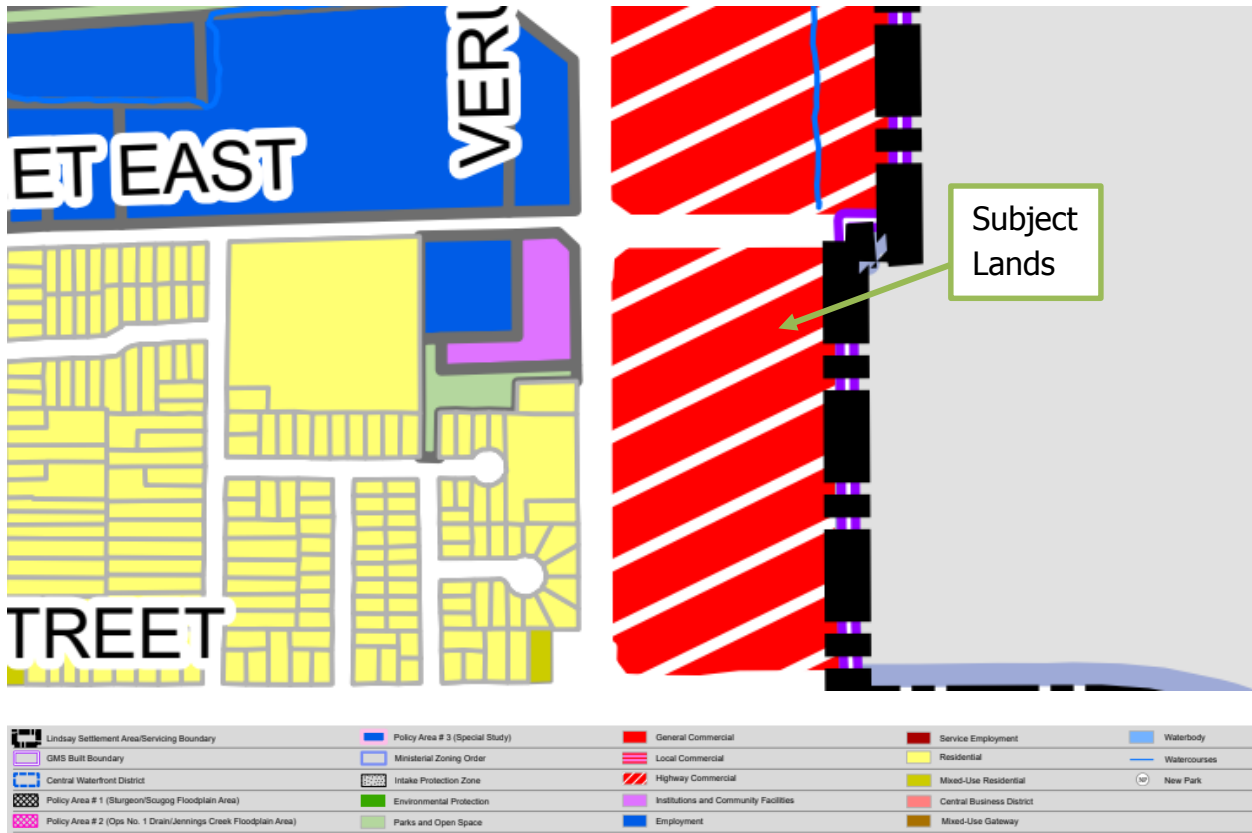 VERU
ET EAST
Subject
Lands
TREET
Lindsay Settlement Area/Servicing Boundary
GMS Built Boundary
Central Waterfront District
Policy Area # 1 (Sturgeon/Scugog Floodplain Area)
Policy Area # 2 (Ops No. 1 Drain/Jennings Creek Floodplain Area)
Policy Area # 3 (Special Study)
Ministerial Zoning Order
Intake Protection Zone
Environmental Protection
Parks and Open Space
General Commercial
Local Commercial
Highway Commercial
Institutions and Community Facilities
Employment
Service Employment
Residential
Mixed-Use Residential
Central Business District
Mixed-Use Gateway
Waterbody
Watercourses
NP New Park